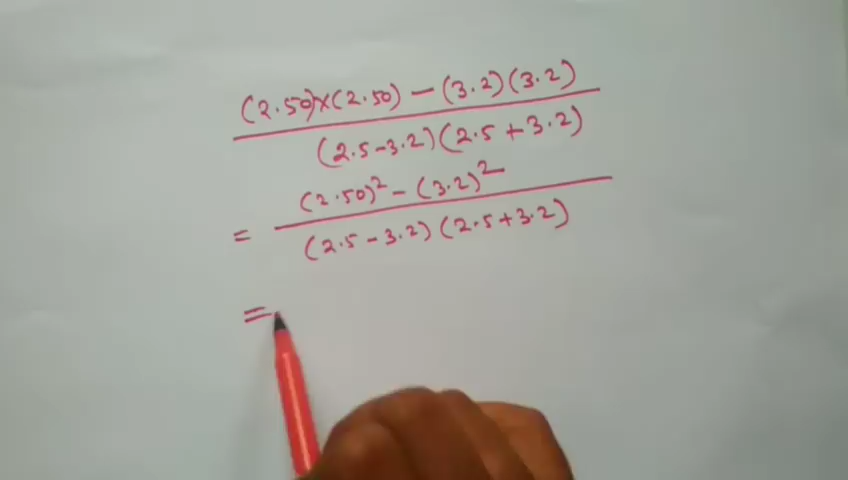 (2.50)×(2.50) − (3.2)(3.2)
(2.5−3.2)(2.5+3.2)
(2.50)² − (3.2)²
=
(2.5−3.2)(2.5+3.2)
=